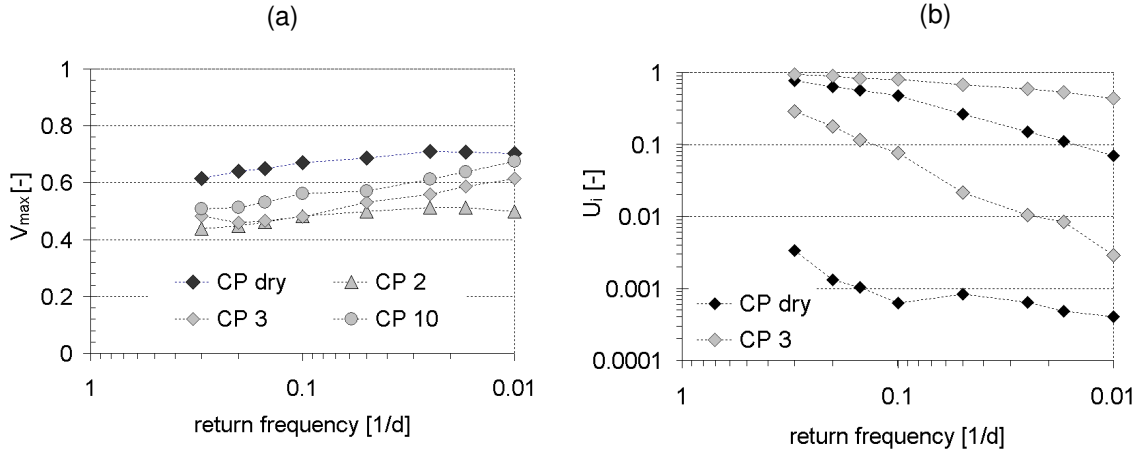 (a)
1
0.8
0.6
0.4
0.2
0
V_max [-]
CP dry
CP 2
CP 3
CP 10
1
0.1
0.01
return frequency [1/d]
(b)
1
0.1
0.01
0.001
0.0001
U_i [-]
CP dry
CP 3
1
0.1
0.01
return frequency [1/d]